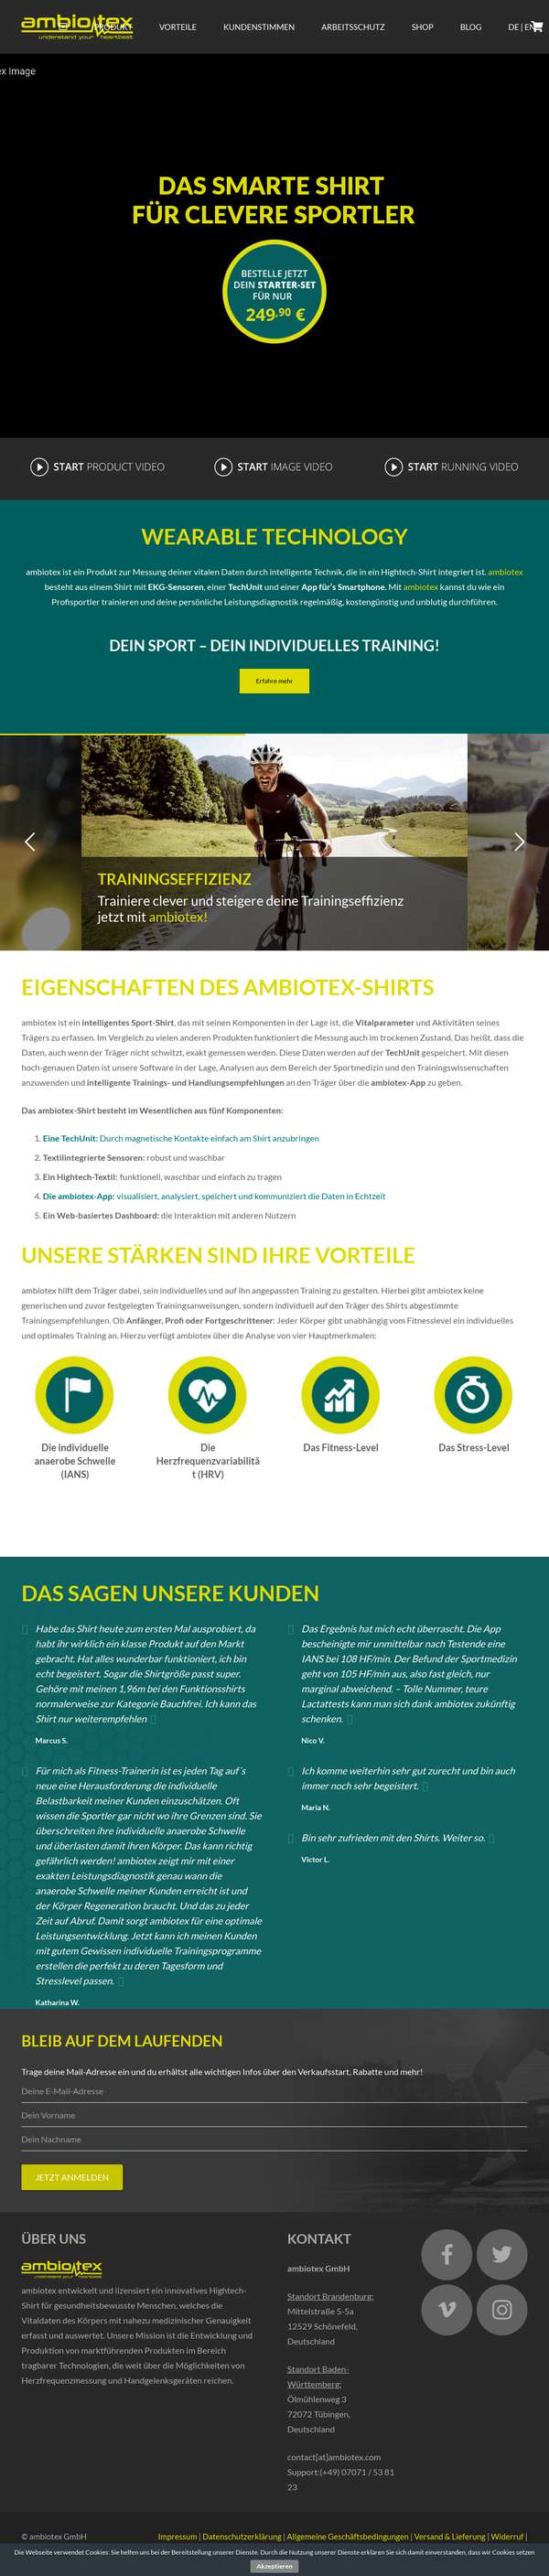 ambiotex
understand your heartbeat
PRODUKT
VORTEILE
KUNDENSTIMMEN
ARBEITSSCHUTZ
SHOP
BLOG
DE | EN
ex Image
DAS SMARTE SHIRT
FÜR CLEVERE SPORTLER
BESTELLE JETZT
DEIN STARTER-SET
FÜR NUR
249,90 €
START PRODUCT VIDEO
START IMAGE VIDEO
START RUNNING VIDEO
WEARABLE TECHNOLOGY
ambiotex ist ein Produkt zur Messung deiner vitalen Daten durch intelligente Technik, die in ein Hightech-Shirt integriert ist. ambiotex
besteht aus einem Shirt mit EKG-Sensoren, einer TechUnit und einer App für's Smartphone. Mit ambiotex kannst du wie ein
Profisportler trainieren und deine persönliche Leistungsdiagnostik regelmäßig, kostengünstig und unblutig durchführen.
DEIN SPORT – DEIN INDIVIDUELLES TRAINING!
Erfahre mehr
TRAININGSEFFIZIENZ
Trainiere clever und steigere deine Trainingseffizienz
jetzt mit ambiotex!
EIGENSCHAFTEN DES AMBIOTEX-SHIRTS
ambiotex ist ein intelligentes Sport-Shirt, das mit seinen Komponenten in der Lage ist, die Vitalparameter und Aktivitäten seines
Trägers zu erfassen. Im Vergleich zu vielen anderen Produkten funktioniert die Messung auch im trockenen Zustand. Das heißt, dass die
Daten, auch wenn der Träger nicht schwitzt, exakt gemessen werden. Diese Daten werden auf der TechUnit gespeichert. Mit diesen
hoch-genauen Daten ist unsere Software in der Lage, Analysen aus dem Bereich der Sportmedizin und den Trainingswissenschaften
anzuwenden und intelligente Trainings- und Handlungsempfehlungen an den Träger über die ambiotex-App zu geben.
Das ambiotex-Shirt besteht im Wesentlichen aus fünf Komponenten:
1. Eine TechUnit: Durch magnetische Kontakte einfach am Shirt anzubringen
2. Textilintegrierte Sensoren: robust und waschbar
3. Ein Hightech-Textil: funktionell, waschbar und einfach zu tragen
4. Die ambiotex-App: visualisiert, analysiert, speichert und kommuniziert die Daten in Echtzeit
5. Ein Web-basiertes Dashboard: die Interaktion mit anderen Nutzern
UNSERE STÄRKEN SIND IHRE VORTEILE
ambiotex hilft dem Träger dabei, sein individuelles und auf ihn angepassten Training zu gestalten. Hierbei gibt ambiotex keine
generischen und zuvor festgelegten Trainingsanweisungen, sondern individuell auf den Träger des Shirts abgestimmte
Trainingsempfehlungen. Ob Anfänger, Profi oder Fortgeschrittener: Jeder Körper gibt unabhängig vom Fitnesslevel ein individuelles
und optimales Training an. Hierzu verfügt ambiotex über die Analyse von vier Hauptmerkmalen:
Die individuelle
anaerobe Schwelle
(IANS)
Die
Herzfrequenzvariabilitä
t (HRV)
Das Fitness-Level
Das Stress-Level
DAS SAGEN UNSERE KUNDEN
Habe das Shirt heute zum ersten Mal ausprobiert, da
habt ihr wirklich ein klasse Produkt auf den Markt
gebracht. Hat alles wunderbar funktioniert, ich bin
echt begeistert. Sogar die Shirtgröße passt super.
Gehöre mit meinen 1,96m bei den Funktionsshirts
normalerweise zur Kategorie Bauchfrei. Ich kann das
Shirt nur weiterempfehlen
Marcus S.
Für mich als Fitness-Trainerin ist es jeden Tag auf´s
neue eine Herausforderung die individuelle
Belastbarkeit meiner Kunden einzuschätzen. Oft
wissen die Sportler gar nicht wo ihre Grenzen sind. Sie
überschreiten ihre individuelle anaerobe Schwelle
und überlasten damit ihren Körper. Das kann richtig
gefährlich werden! ambiotex zeigt mir mit einer
exakten Leistungsdiagnostik genau wann die
anaerobe Schwelle meiner Kunden erreicht ist und
der Körper Regeneration braucht. Und das zu jeder
Zeit auf Abruf. Damit sorgt ambiotex für eine optimale
Leistungsentwicklung. Jetzt kann ich meinen Kunden
mit gutem Gewissen individuelle Trainingsprogramme
erstellen die perfekt zu deren Tagesform und
Stresslevel passen.
Katharina W.
Das Ergebnis hat mich echt überrascht. Die App
bescheinigte mir unmittelbar nach Testende eine
IANS bei 108 HF/min. Der Befund der Sportmedizin
geht von 105 HF/min aus, also fast gleich, nur
marginal abweichend. – Tolle Nummer, teure
Lactattests kann man sich dank ambiotex zukünftig
schenken.
Nico V.
Ich komme weiterhin sehr gut zurecht und bin auch
immer noch sehr begeistert.
Maria N.
Bin sehr zufrieden mit den Shirts. Weiter so.
Victor L.
BLEIB AUF DEM LAUFENDEN
Trage deine Mail-Adresse ein und du erhältst alle wichtigen Infos über den Verkaufsstart, Rabatte und mehr!
Deine E-Mail-Adresse
Dein Vorname
Dein Nachname
JETZT ANMELDEN
ÜBER UNS
ambiotex
understand your heartbeat
ambiotex entwickelt und lizensiert ein innovatives Hightech-
Shirt für gesundheitsbewusste Menschen, welches die
Vitaldaten des Körpers mit nahezu medizinischer Genauigkeit
erfasst und auswertet. Unsere Mission ist die Entwicklung und
Produktion von marktführenden Produkten im Bereich
tragbarer Technologien, die weit über die Möglichkeiten von
Herzfrequenzmessung und Handgelenksgeräten reichen.
KONTAKT
ambiotex GmbH
Standort Brandenburg:
Mittelstraße 5-5a
12529 Schönefeld,
Deutschland
Standort Baden-
Württemberg:
Ölmühlenweg 3
72072 Tübingen,
Deutschland
contact[at]ambiotex.com
Support:(+49) 07071 / 53 81
23
© ambiotex GmbH
Impressum | Datenschutzerklärung | Allgemeine Geschäftsbedingungen | Versand & Lieferung | Widerruf |
Die Webseite verwendet Cookies: Sie helfen uns bei der Bereitstellung unserer Dienste. Durch die Nutzung unserer Dienste erklären Sie sich damit einverstanden, dass wir Cookies setzen
Akzeptieren